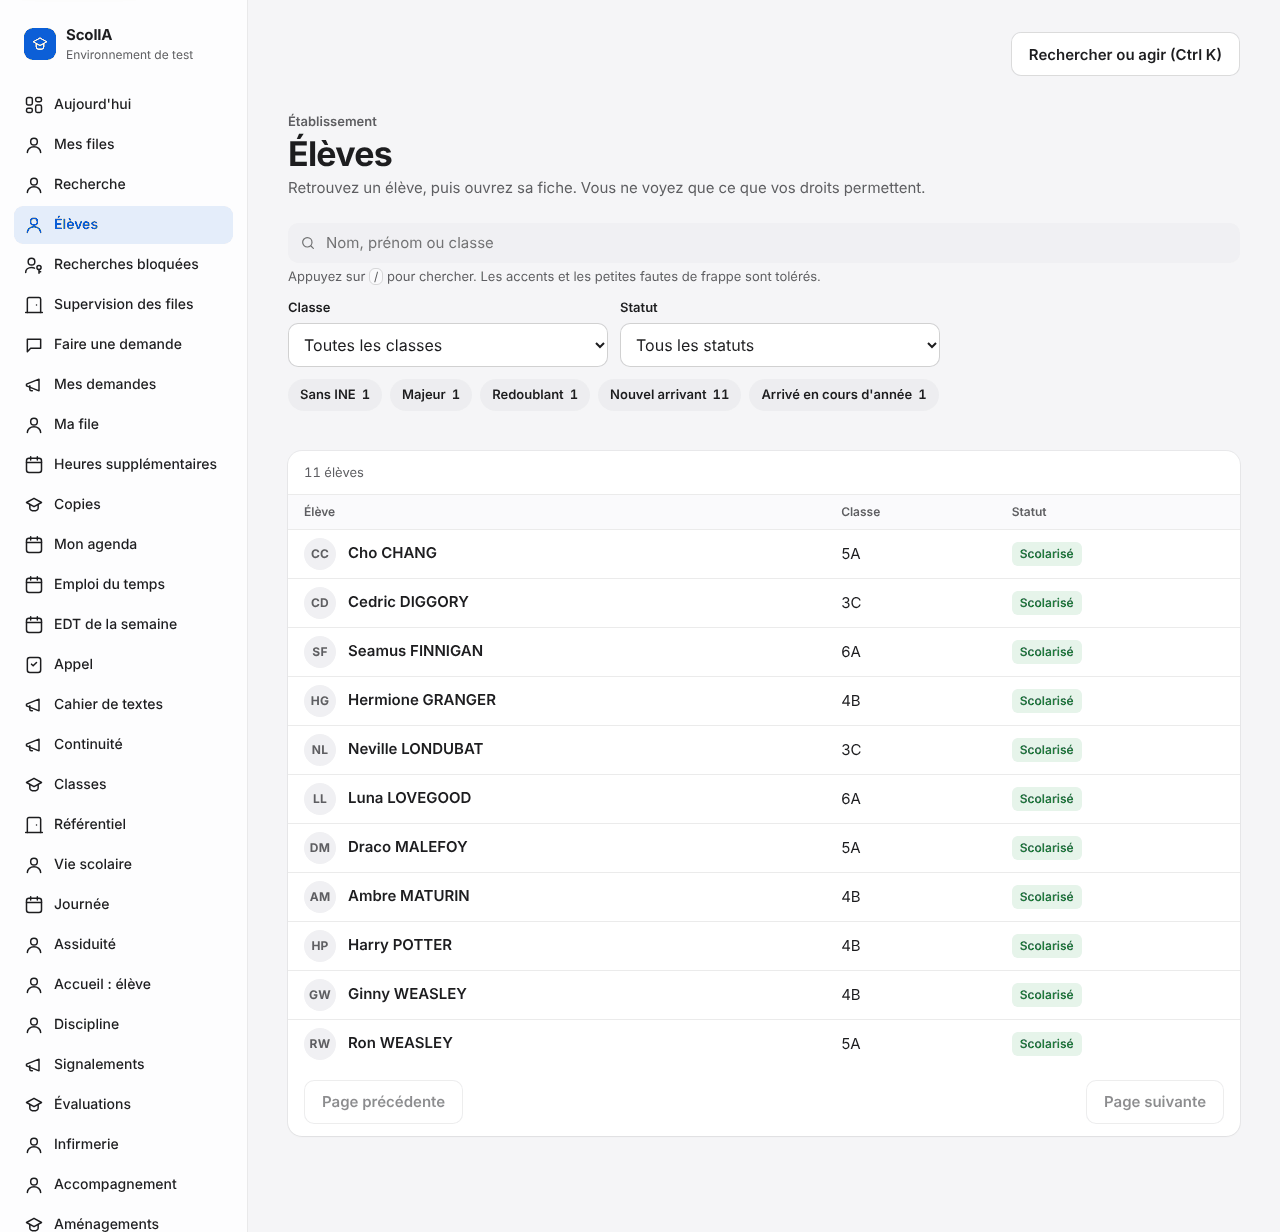 ScolIA
Environnement de test
Aujourd'hui
Mes files
Recherche
Élèves
Recherches bloquées
Supervision des files
Faire une demande
Mes demandes
Ma file
Heures supplémentaires
Copies
Mon agenda
Emploi du temps
EDT de la semaine
Appel
Cahier de textes
Continuité
Classes
Référentiel
Vie scolaire
Journée
Assiduité
Accueil : élève
Discipline
Signalements
Évaluations
Infirmerie
Accompagnement
Aménagements
Rechercher ou agir (Ctrl K)
Établissement
Élèves
Retrouvez un élève, puis ouvrez sa fiche. Vous ne voyez que ce que vos droits permettent.
Nom, prénom ou classe
Appuyez sur / pour chercher. Les accents et les petites fautes de frappe sont tolérés.
Classe Statut
Toutes les classes Tous les statuts
Sans INE 1 Majeur 1 Redoublant 1 Nouvel arrivant 11 Arrivé en cours d'année 1
11 élèves
Élève Classe Statut
CC Cho CHANG 5A Scolarisé
CD Cedric DIGGORY 3C Scolarisé
SF Seamus FINNIGAN 6A Scolarisé
HG Hermione GRANGER 4B Scolarisé
NL Neville LONDUBAT 3C Scolarisé
LL Luna LOVEGOOD 6A Scolarisé
DM Draco MALEFOY 5A Scolarisé
AM Ambre MATURIN 4B Scolarisé
HP Harry POTTER 4B Scolarisé
GW Ginny WEASLEY 4B Scolarisé
RW Ron WEASLEY 5A Scolarisé
Page précédente Page suivante